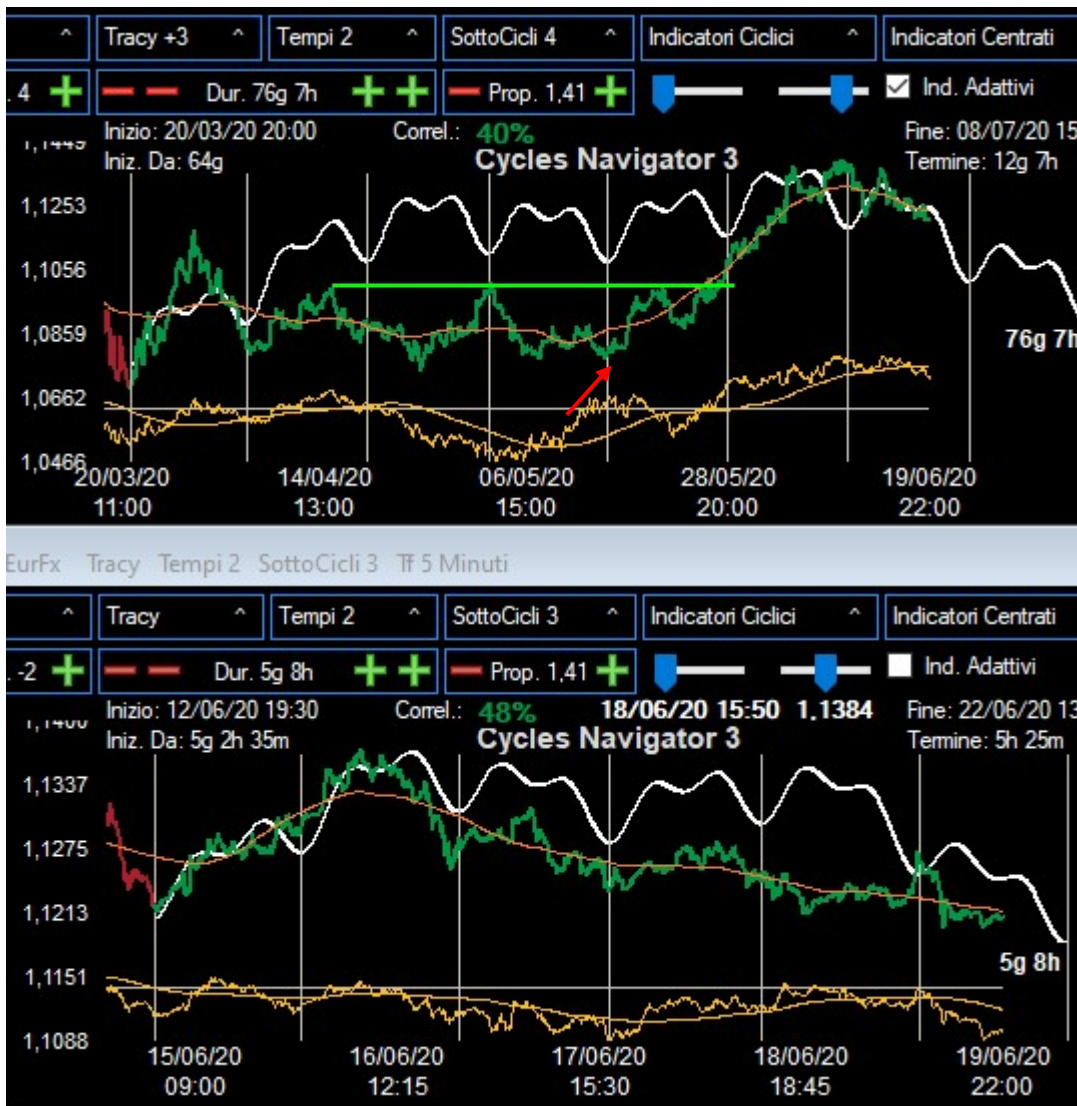 ^ Tracy +3 ^ Tempi 2 ^ SottoCicli 4 ^ Indicatori Ciclici ^ Indicatori Centrati
. 4 Dur. 76g 7h Prop. 1,41 Ind. Adattivi
Inizio: 20/03/20 20:00 Correl.: 40% Fine: 08/07/20 15
Iniz. Da: 64g Cycles Navigator 3 Termine: 12g 7h
1,1449
1,1253
1,1056
1,0859
76g 7h
1,0662
1,0466
20/03/20 14/04/20 06/05/20 28/05/20 19/06/20
11:00 13:00 15:00 20:00 22:00
EurFx Tracy Tempi 2 SottoCicli 3 Tf 5 Minuti
^ Tracy ^ Tempi 2 ^ SottoCicli 3 ^ Indicatori Ciclici ^ Indicatori Centrati
. -2 Dur. 5g 8h Prop. 1,41 Ind. Adattivi
Inizio: 12/06/20 19:30 Correl.: 48% 18/06/20 15:50 1,1384 Fine: 22/06/20 13
Iniz. Da: 5g 2h 35m Cycles Navigator 3 Termine: 5h 25m
1,1337
1,1275
1,1213
5g 8h
1,1151
1,1088
15/06/20 16/06/20 17/06/20 18/06/20 19/06/20
09:00 12:15 15:30 18:45 22:00